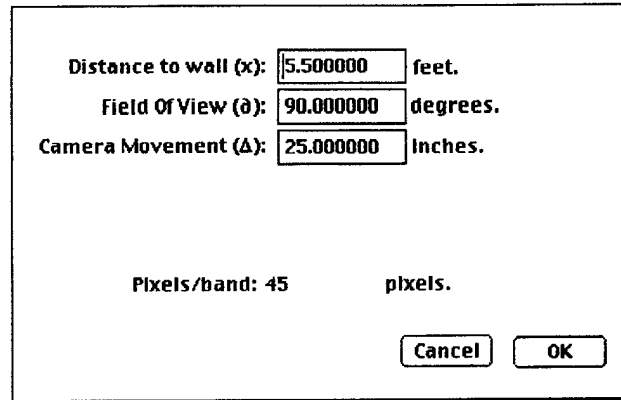 Distance to wall (x): 5.500000 feet.
Field Of View (∂): 90.000000 degrees.
Camera Movement (Δ): 25.000000 inches.
Pixels/band: 45 pixels.
Cancel OK